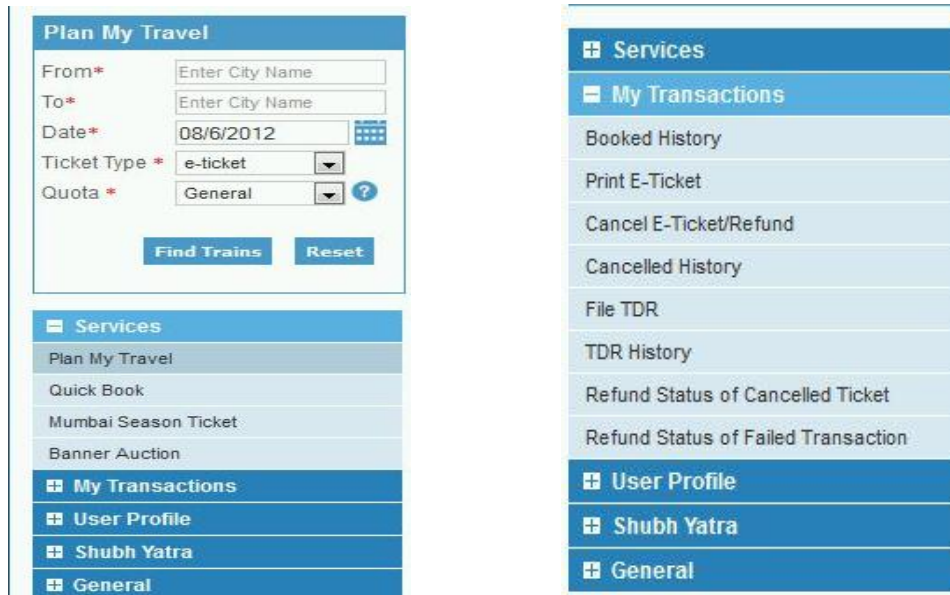 Plan My Travel
From*
Enter City Name
To*
Enter City Name
Date*
08/6/2012
Ticket Type *
e-ticket
Quota *
General
?
Find Trains
Reset
Services
Plan My Travel
Quick Book
Mumbai Season Ticket
Banner Auction
My Transactions
User Profile
Shubh Yatra
General
Services
My Transactions
Booked History
Print E-Ticket
Cancel E-Ticket/Refund
Cancelled History
File TDR
TDR History
Refund Status of Cancelled Ticket
Refund Status of Failed Transaction
User Profile
Shubh Yatra
General